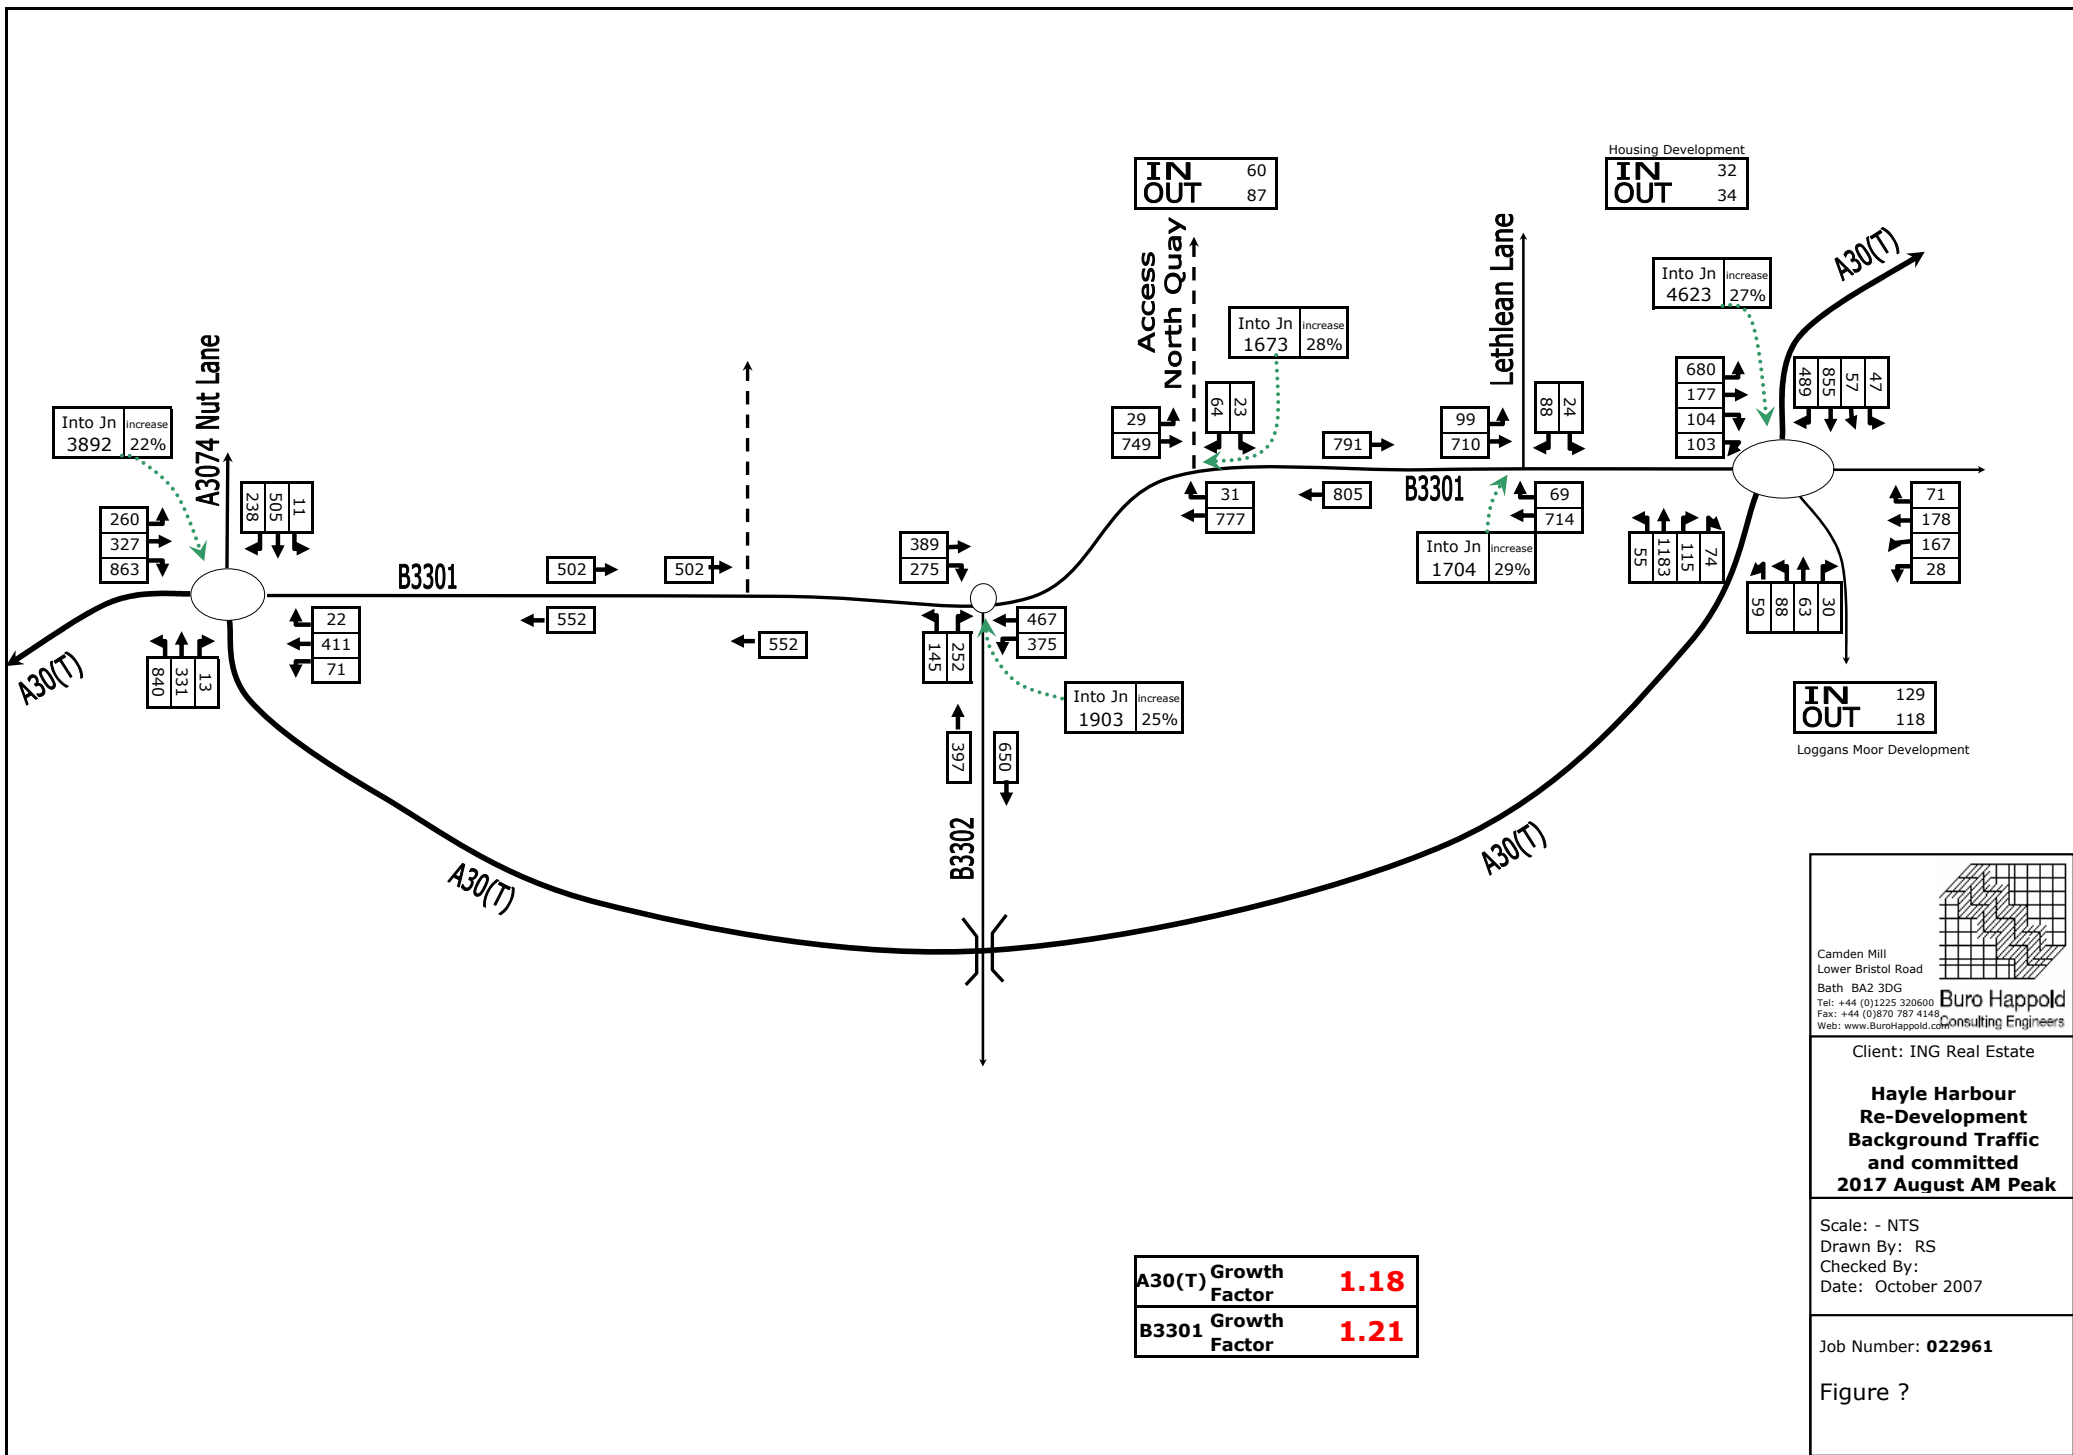 Housing Development
IN 60
OUT 87
IN 32
OUT 34
Access
North Quay
Lethlean Lane
A30(T)
Into Jn increase
4623 27%
Into Jn increase
1673 28%
A3074 Nut Lane
Into Jn increase
3892 22%
680
177
104
103
489
855
57
47
29
749
64
23
791
99
710
88
24
B3301
31
777
805
69
714
71
178
167
28
260
327
863
238
505
11
B3301
502
502
389
275
Into Jn increase
1704 29%
55
1183
115
74
59
88
63
30
22
411
71
552
552
145
252
467
375
A30(T)
840
331
13
Into Jn increase
1903 25%
IN 129
OUT 118
Loggans Moor Development
397
650
B3302
A30(T)
A30(T)
Camden Mill
Lower Bristol Road
Bath BA2 3DG
Tel: +44 (0)1225 320600
Fax: +44 (0)870 787 4148
Web: www.BuroHappold.com
Buro Happold
Consulting Engineers
Client: ING Real Estate
Hayle Harbour
Re-Development
Background Traffic
and committed
2017 August AM Peak
Scale: - NTS
Drawn By: RS
Checked By:
Date: October 2007
Job Number: 022961
Figure ?
A30(T) Growth Factor 1.18
B3301 Growth Factor 1.21